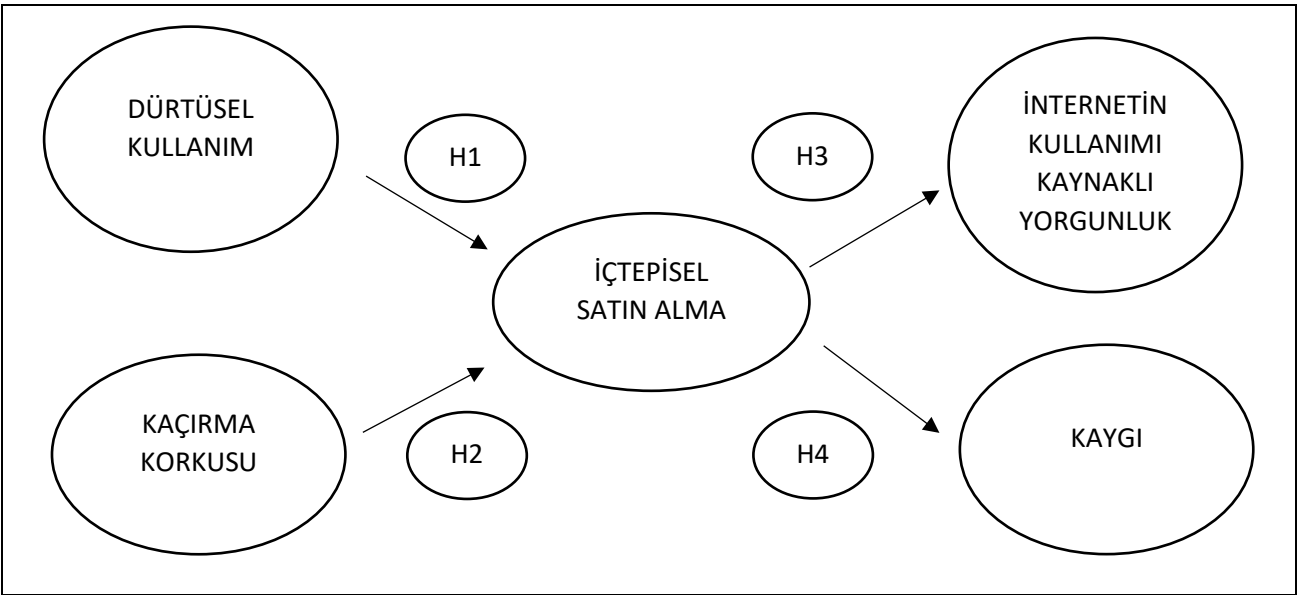 DÜRTÜSEL
KULLANIM
H1
H3
İNTERNETİN
KULLANIMI
KAYNAKLI
YORGUNLUK
İÇTEPİSEL
SATIN ALMA
KAÇIRMA
KORKUSU
H2
H4
KAYGI